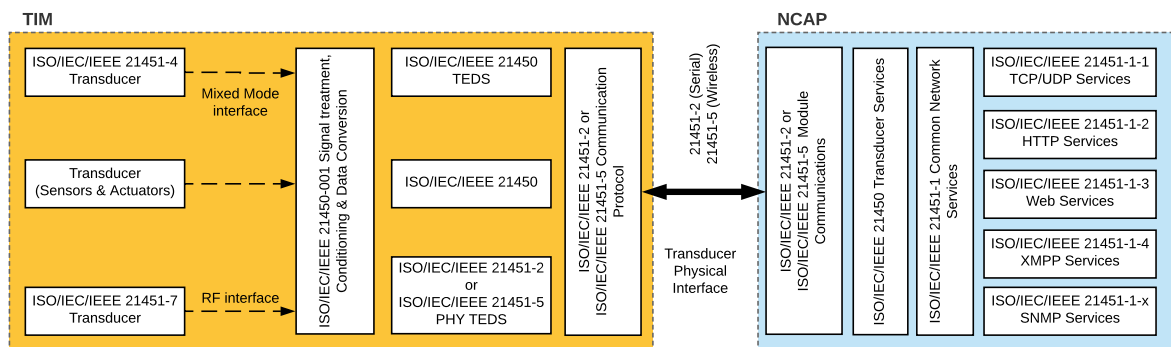 TIM
NCAP
ISO/IEC/IEEE 21451-4
Transducer
Mixed Mode
interface
Transducer
(Sensors & Actuators)
ISO/IEC/IEEE 21451-7
Transducer
RF interface
ISO/IEC/IEEE 21450-001 Signal treatment,
Conditioning & Data Conversion
ISO/IEC/IEEE 21450
TEDS
ISO/IEC/IEEE 21450
ISO/IEC/IEEE 21451-2
or
ISO/IEC/IEEE 21451-5
PHY TEDS
ISO/IEC/IEEE 21451-2 or
ISO/IEC/IEEE 21451-5 Communication
Protocol
21451-2 (Serial)
21451-5 (Wireless)
Transducer
Physical
Interface
ISO/IEC/IEEE 21451-2 or
ISO/IEC/IEEE 21451-5 Module
Communications
ISO/IEC/IEEE 21450 Transducer Services
ISO/IEC/IEEE 21451-1 Common Network
Services
ISO/IEC/IEEE 21451-1-1
TCP/UDP Services
ISO/IEC/IEEE 21451-1-2
HTTP Services
ISO/IEC/IEEE 21451-1-3
Web Services
ISO/IEC/IEEE 21451-1-4
XMPP Services
ISO/IEC/IEEE 21451-1-x
SNMP Services